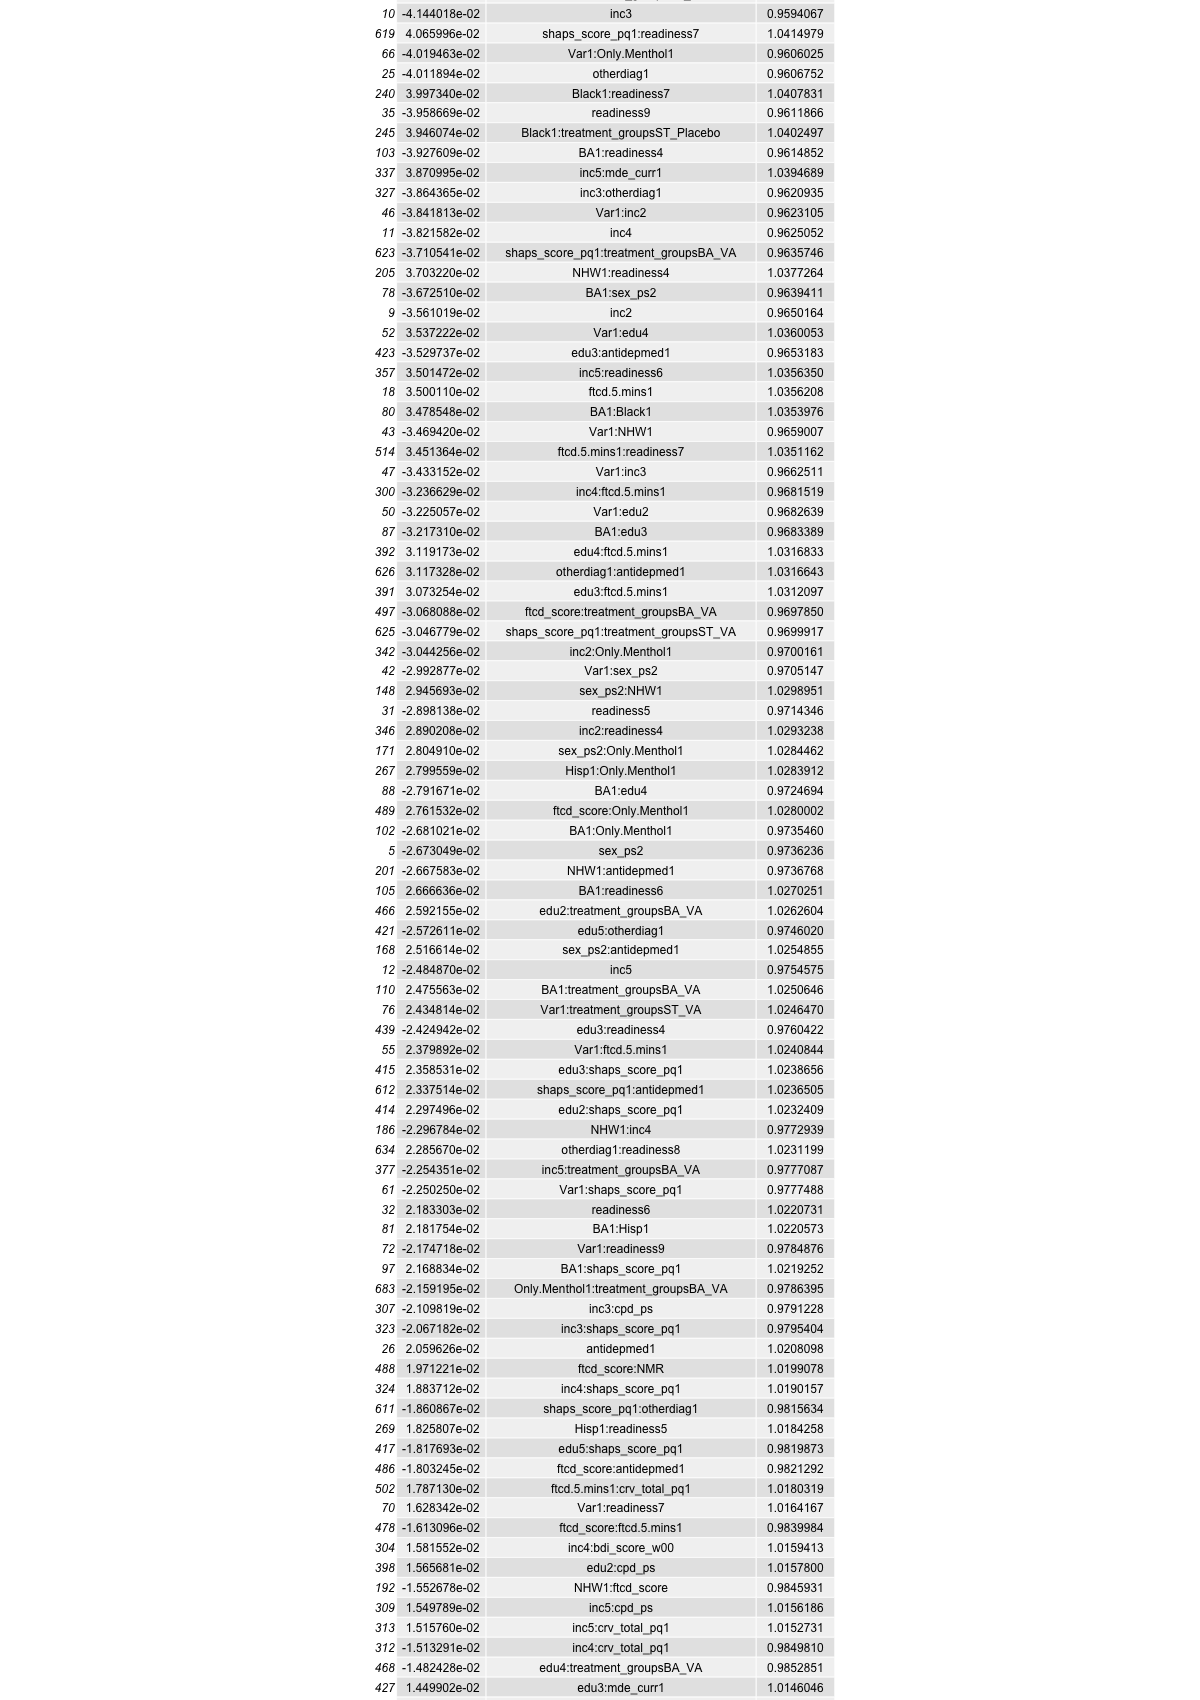 10 -4.144018e-02 inc3 0.9594067
619 4.065996e-02 shaps_score_pq1:readiness7 1.0414979
66 -4.019463e-02 Var1:Only.Menthol1 0.9606025
25 -4.011894e-02 otherdiag1 0.9606752
240 3.997340e-02 Black1:readiness7 1.0407831
35 -3.958669e-02 readiness9 0.9611866
245 3.946074e-02 Black1:treatment_groupsST_Placebo 1.0402497
103 -3.927609e-02 BA1:readiness4 0.9614852
337 3.870995e-02 inc5:mde_curr1 1.0394689
327 -3.864365e-02 inc3:otherdiag1 0.9620935
46 -3.841813e-02 Var1:inc2 0.9623105
11 -3.821582e-02 inc4 0.9625052
623 -3.710541e-02 shaps_score_pq1:treatment_groupsBA_VA 0.9635746
205 3.703220e-02 NHW1:readiness4 1.0377264
78 -3.672510e-02 BA1:sex_ps2 0.9639411
9 -3.561019e-02 inc2 0.9650164
52 3.537222e-02 Var1:edu4 1.0360053
423 -3.529737e-02 edu3:antidepmed1 0.9653183
357 3.501472e-02 inc5:readiness6 1.0356350
18 3.500110e-02 ftcd.5.mins1 1.0356208
80 3.478548e-02 BA1:Black1 1.0353976
43 -3.469420e-02 Var1:NHW1 0.9659007
514 3.451364e-02 ftcd.5.mins1:readiness7 1.0351162
47 -3.433152e-02 Var1:inc3 0.9662511
300 -3.236629e-02 inc4:ftcd.5.mins1 0.9681519
50 -3.225057e-02 Var1:edu2 0.9682639
87 -3.217310e-02 BA1:edu3 0.9683389
392 3.119173e-02 edu4:ftcd.5.mins1 1.0316833
626 3.117328e-02 otherdiag1:antidepmed1 1.0316643
391 3.073254e-02 edu3:ftcd.5.mins1 1.0312097
497 -3.068088e-02 ftcd_score:treatment_groupsBA_VA 0.9697850
625 -3.046779e-02 shaps_score_pq1:treatment_groupsST_VA 0.9699917
342 -3.044256e-02 inc2:Only.Menthol1 0.9700161
42 -2.992877e-02 Var1:sex_ps2 0.9705147
148 2.945693e-02 sex_ps2:NHW1 1.0298951
31 -2.898138e-02 readiness5 0.9714346
346 2.890208e-02 inc2:readiness4 1.0293238
171 2.804910e-02 sex_ps2:Only.Menthol1 1.0284462
267 2.799559e-02 Hisp1:Only.Menthol1 1.0283912
88 -2.791671e-02 BA1:edu4 0.9724694
489 2.761532e-02 ftcd_score:Only.Menthol1 1.0280002
102 -2.681021e-02 BA1:Only.Menthol1 0.9735460
5 -2.673049e-02 sex_ps2 0.9736236
201 -2.667583e-02 NHW1:antidepmed1 0.9736768
105 2.666636e-02 BA1:readiness6 1.0270251
466 2.592155e-02 edu2:treatment_groupsBA_VA 1.0262604
421 -2.572611e-02 edu5:otherdiag1 0.9746020
168 2.516614e-02 sex_ps2:antidepmed1 1.0254855
12 -2.484870e-02 inc5 0.9754575
110 2.475563e-02 BA1:treatment_groupsBA_VA 1.0250646
76 2.434814e-02 Var1:treatment_groupsST_VA 1.0246470
439 -2.424942e-02 edu3:readiness4 0.9760422
55 2.379892e-02 Var1:ftcd.5.mins1 1.0240844
415 2.358531e-02 edu3:shaps_score_pq1 1.0238656
612 2.337514e-02 shaps_score_pq1:antidepmed1 1.0236505
414 2.297496e-02 edu2:shaps_score_pq1 1.0232409
186 -2.296784e-02 NHW1:inc4 0.9772939
634 2.285670e-02 otherdiag1:readiness8 1.0231199
377 -2.254351e-02 inc5:treatment_groupsBA_VA 0.9777087
61 -2.250250e-02 Var1:shaps_score_pq1 0.9777488
32 2.183303e-02 readiness6 1.0220731
81 2.181754e-02 BA1:Hisp1 1.0220573
72 -2.174718e-02 Var1:readiness9 0.9784876
97 2.168834e-02 BA1:shaps_score_pq1 1.0219252
683 -2.159195e-02 Only.Menthol1:treatment_groupsBA_VA 0.9786395
307 -2.109819e-02 inc3:cpd_ps 0.9791228
323 -2.067182e-02 inc3:shaps_score_pq1 0.9795404
26 2.059626e-02 antidepmed1 1.0208098
488 1.971221e-02 ftcd_score:NMR 1.0199078
324 1.883712e-02 inc4:shaps_score_pq1 1.0190157
611 -1.860867e-02 shaps_score_pq1:otherdiag1 0.9815634
269 1.825807e-02 Hisp1:readiness5 1.0184258
417 -1.817693e-02 edu5:shaps_score_pq1 0.9819873
486 -1.803245e-02 ftcd_score:antidepmed1 0.9821292
502 1.787130e-02 ftcd.5.mins1:crv_total_pq1 1.0180319
70 1.628342e-02 Var1:readiness7 1.0164167
478 -1.613096e-02 ftcd_score:ftcd.5.mins1 0.9839984
304 1.581552e-02 inc4:bdi_score_w00 1.0159413
398 1.565681e-02 edu2:cpd_ps 1.0157800
192 -1.552678e-02 NHW1:ftcd_score 0.9845931
309 1.549789e-02 inc5:cpd_ps 1.0156186
313 1.515760e-02 inc5:crv_total_pq1 1.0152731
312 -1.513291e-02 inc4:crv_total_pq1 0.9849810
468 -1.482428e-02 edu4:treatment_groupsBA_VA 0.9852851
427 1.449902e-02 edu3:mde_curr1 1.0146046